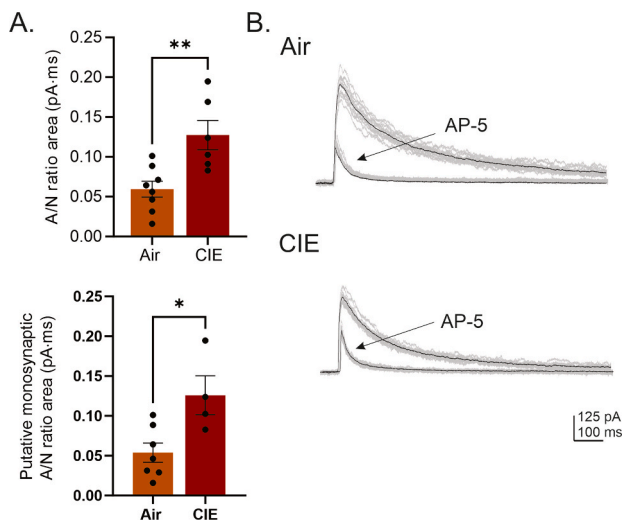 A.
A/N ratio area (pA·ms)
0.25
0.20
0.15
0.10
0.05
0.00
**
Air
CIE
Putative monosynaptic
A/N ratio area (pA·ms)
0.25
0.20
0.15
0.10
0.05
0.00
*
Air
CIE
B.
Air
AP-5
CIE
AP-5
125 pA
100 ms